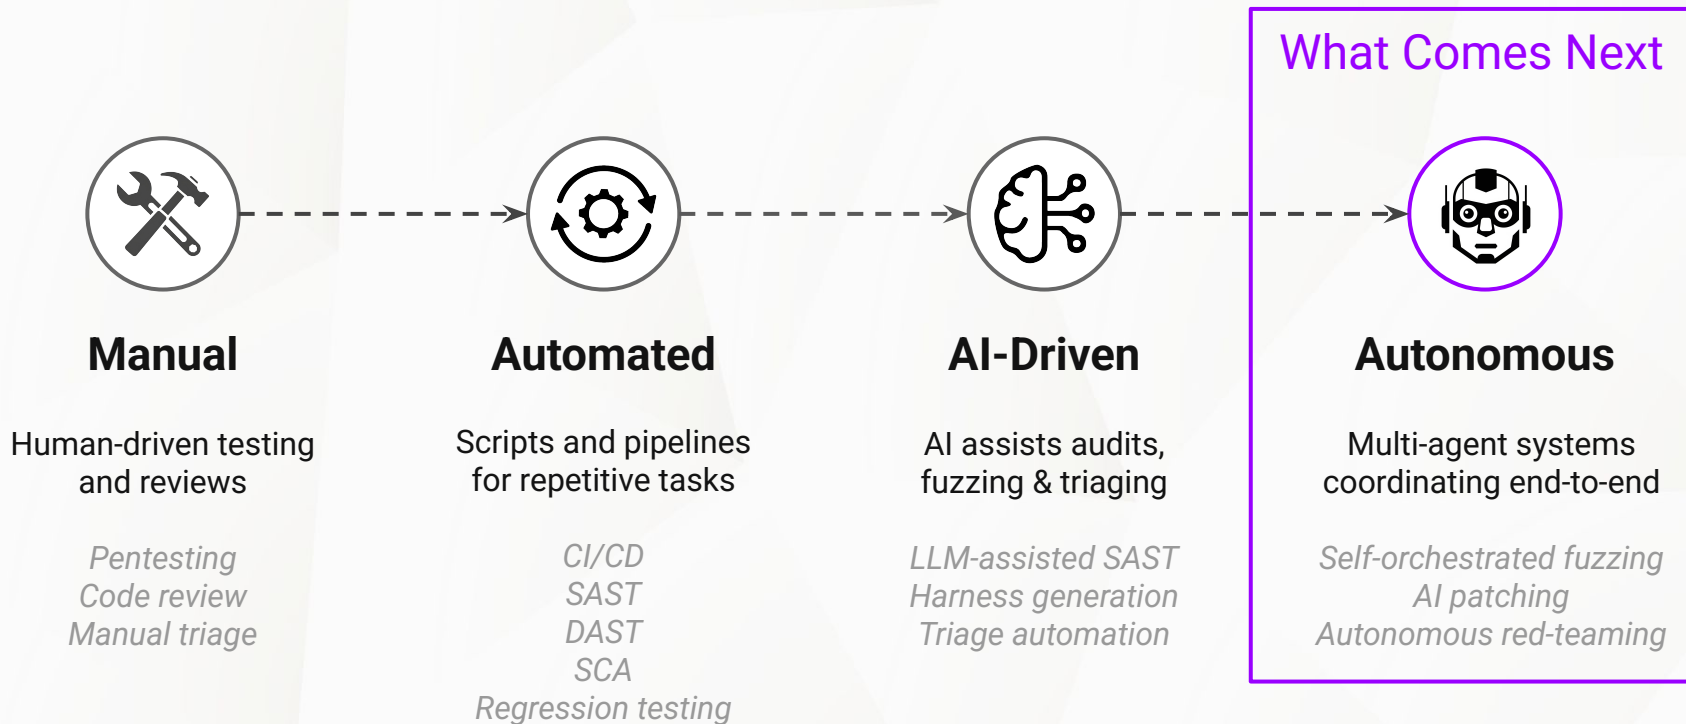 What Comes Next
Manual
Human-driven testing
and reviews
Pentesting
Code review
Manual triage
Automated
Scripts and pipelines
for repetitive tasks
CI/CD
SAST
DAST
SCA
Regression testing
AI-Driven
AI assists audits,
fuzzing & triaging
LLM-assisted SAST
Harness generation
Triage automation
Autonomous
Multi-agent systems
coordinating end-to-end
Self-orchestrated fuzzing
AI patching
Autonomous red-teaming